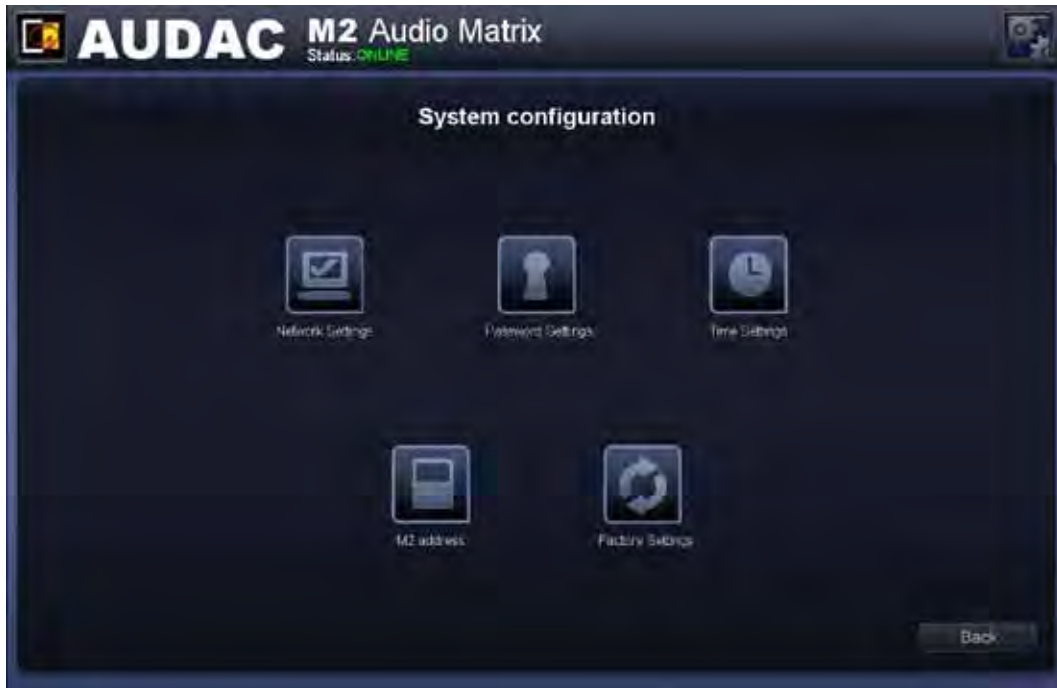 AUDAC M2 Audio Matrix
Status: ONLINE
System configuration
Network Settings
Password Settings
Time Settings
M2 address
Factory Settings
Back